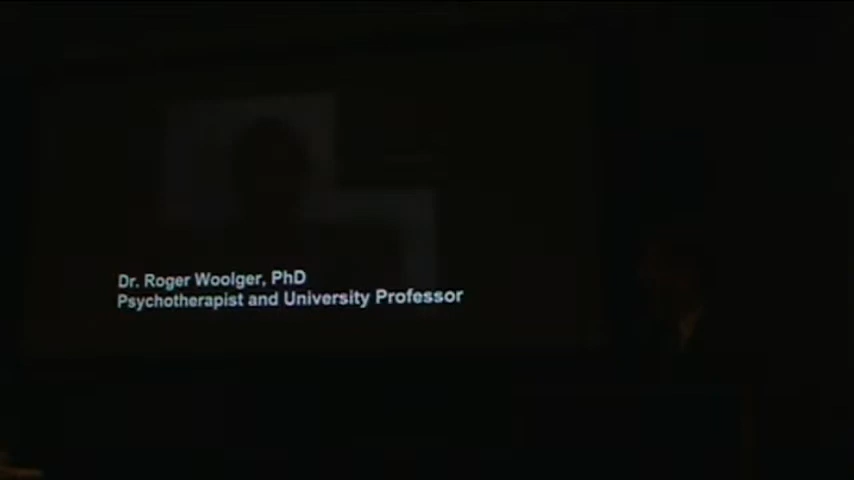 Dr. Roger Woolger, PhD
Psychotherapist and University Professor